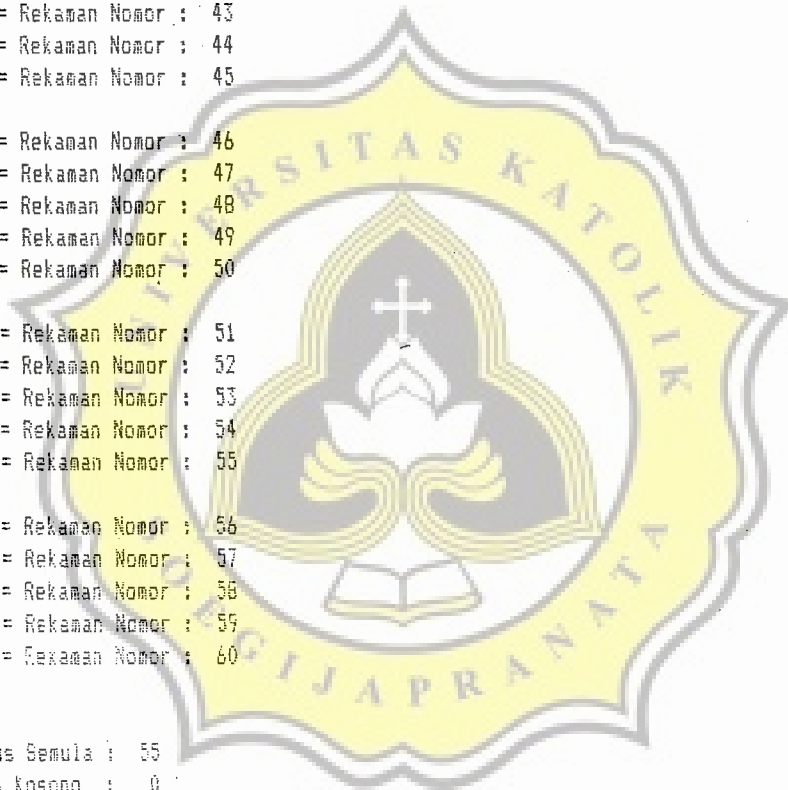 = Rekaman Nomor : 43
= Rekaman Nomor : 44
= Rekaman Nomor : 45
= Rekaman Nomor : 46
= Rekaman Nomor : 47
= Rekaman Nomor : 48
= Rekaman Nomor : 49
= Rekaman Nomor : 50
= Rekaman Nomor : 51
= Rekaman Nomor : 52
= Rekaman Nomor : 53
= Rekaman Nomor : 54
= Rekaman Nomor : 55
= Rekaman Nomor : 56
= Rekaman Nomor : 57
= Rekaman Nomor : 58
= Rekaman Nomor : 59
= Rekaman Nomor : 60
Semula : 55
Kosong : 0
UNIVERSITAS KATOLIK
SOEGIJAPRANATA